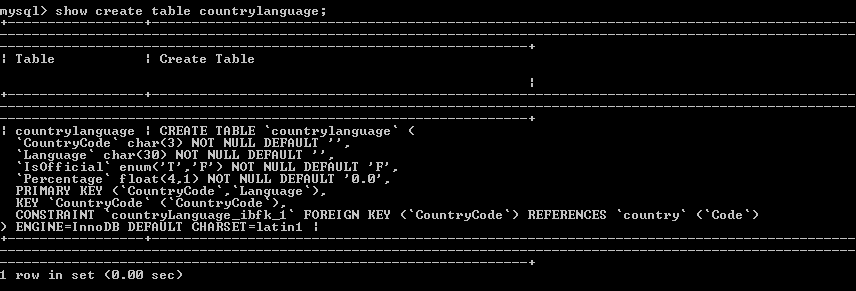 mysql> show create table countrylanguage;
| Table | Create Table
|
| countrylanguage | CREATE TABLE `countrylanguage` (
`CountryCode` char(3) NOT NULL DEFAULT '',
`Language` char(30) NOT NULL DEFAULT '',
`IsOfficial` enum('T','F') NOT NULL DEFAULT 'F',
`Percentage` float(4,1) NOT NULL DEFAULT '0.0',
PRIMARY KEY (`CountryCode`,`Language`),
KEY `CountryCode` (`CountryCode`),
CONSTRAINT `countryLanguage_ibfk_1` FOREIGN KEY (`CountryCode`) REFERENCES `country` (`Code`)
) ENGINE=InnoDB DEFAULT CHARSET=latin1 |
1 row in set (0.00 sec)